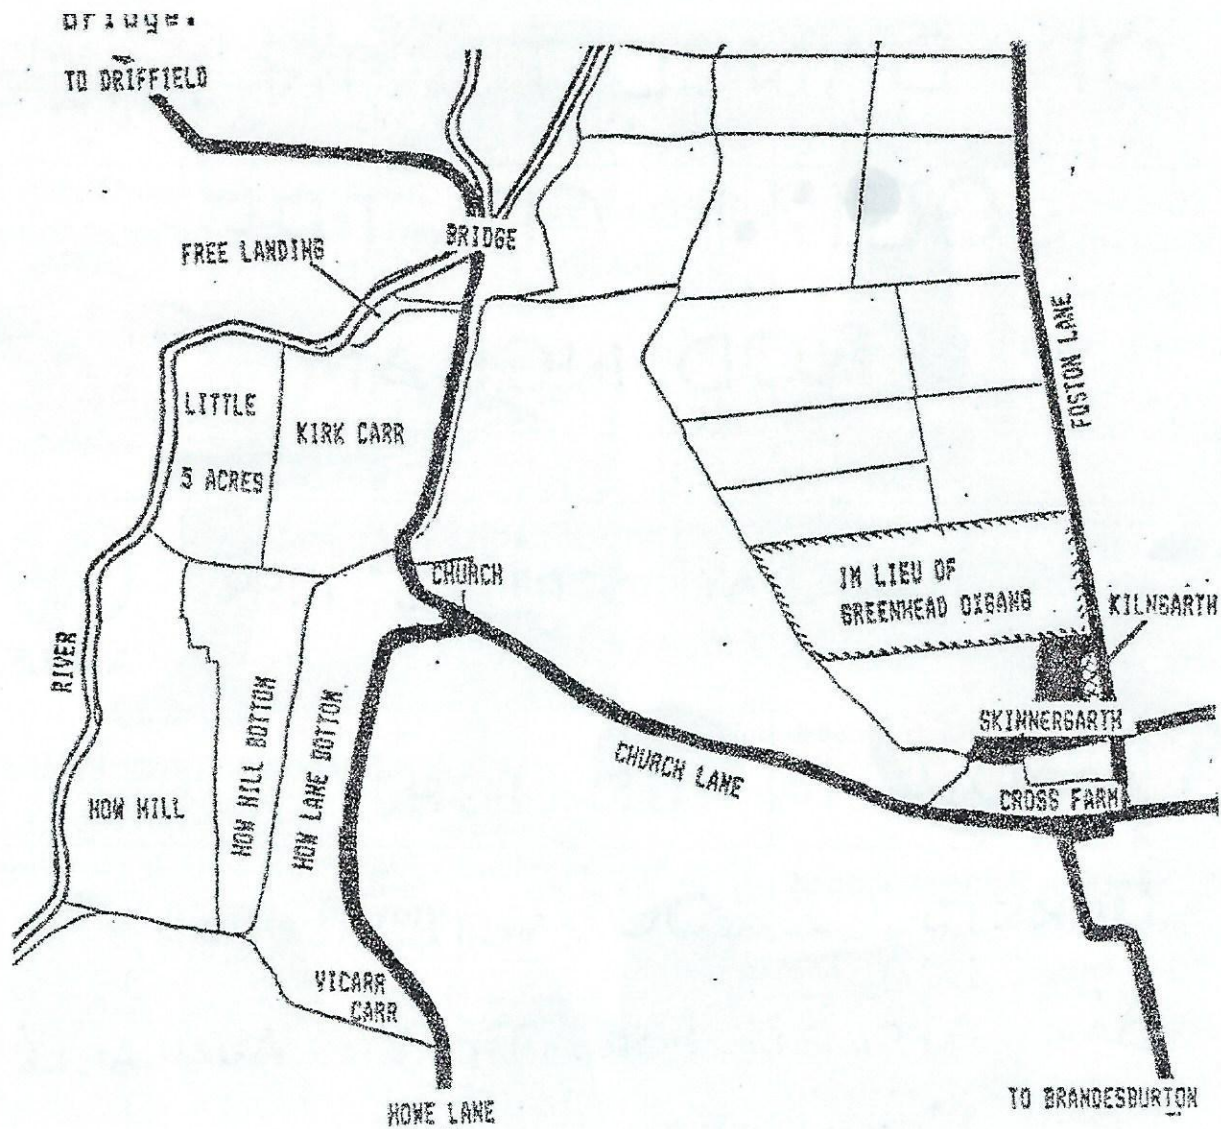 bridge.
TO DRIFFIELD
FREE LANDING
BRIDGE
LITTLE
5 ACRES
KIRK CARR
FOSTON LANE
CHURCH
IN LIEU OF
GREENHEAD DIGANG
KILNGARTH
RIVER
HOW HILL
HOW HILL BOTTOM
HOW LANE BOTTOM
CHURCH LANE
SKINNERGARTH
CROSS FARM
VICARR
CARR
HOWE LANE
TO BRANDESBURTON